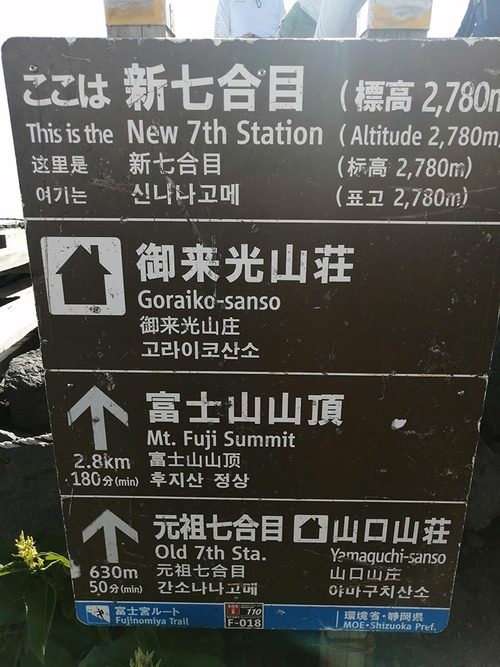 ここは 新七合目 (標高 2,780m
This is the New 7th Station (Altitude 2,780m)
这里是 新七合目 (标高 2,780m)
여기는 신나나고메 (표고 2,780m)
御来光山荘
Goraiko-sanso
御来光山庄
고라이코산소
富士山山頂
Mt. Fuji Summit
2.8km 富士山山顶
180分(min) 후지산 정상
元祖七合目 山口山荘
Old 7th Sta. Yamaguchi-sanso
630m 元祖七合目 山口山庄
50分(min) 간소나나고메 야마구치산소
富士宮ルート 110 環境省・静岡県
Fujinomiya Trail F-018 MOE・Shizuoka Pref.